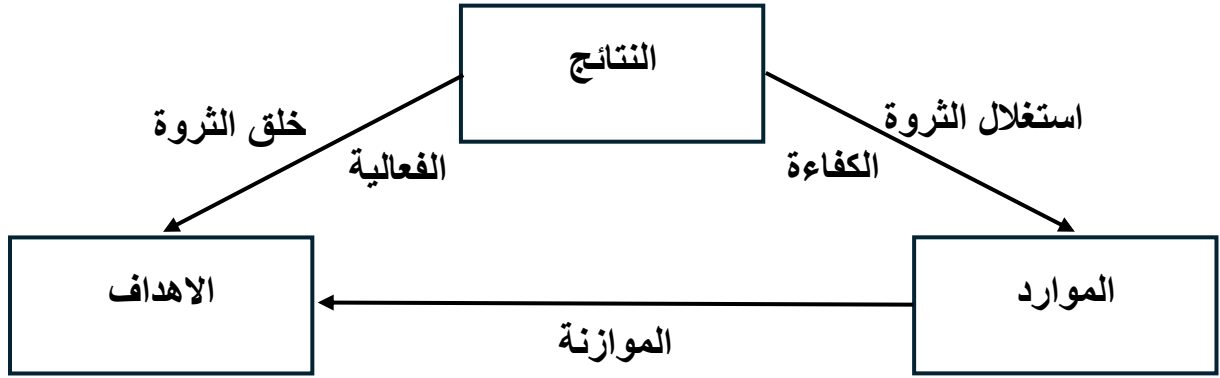 النتائج
استغلال الثروة
خلق الثروة
الكفاءة
الفعالية
الموارد
الاهداف
الموازنة